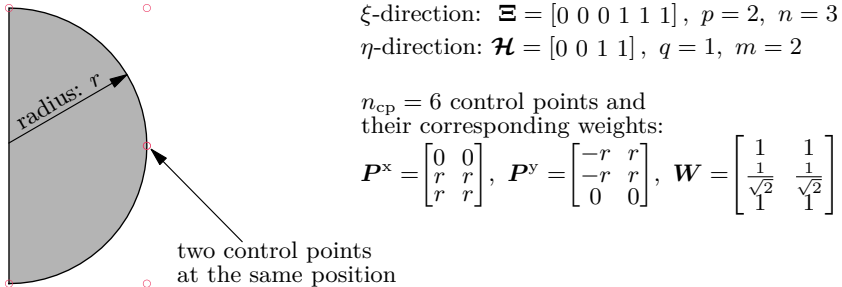 ξ-direction: Ξ = [0 0 0 1 1 1], p = 2, n = 3
η-direction: 𝓗 = [0 0 1 1], q = 1, m = 2
radius: r
n_cp = 6 control points and
their corresponding weights:
P^x = [0 0; r r; r r], P^y = [−r r; −r r; 0 0], W = [1 1; 1/√2 1/√2; 1 1]
two control points
at the same position